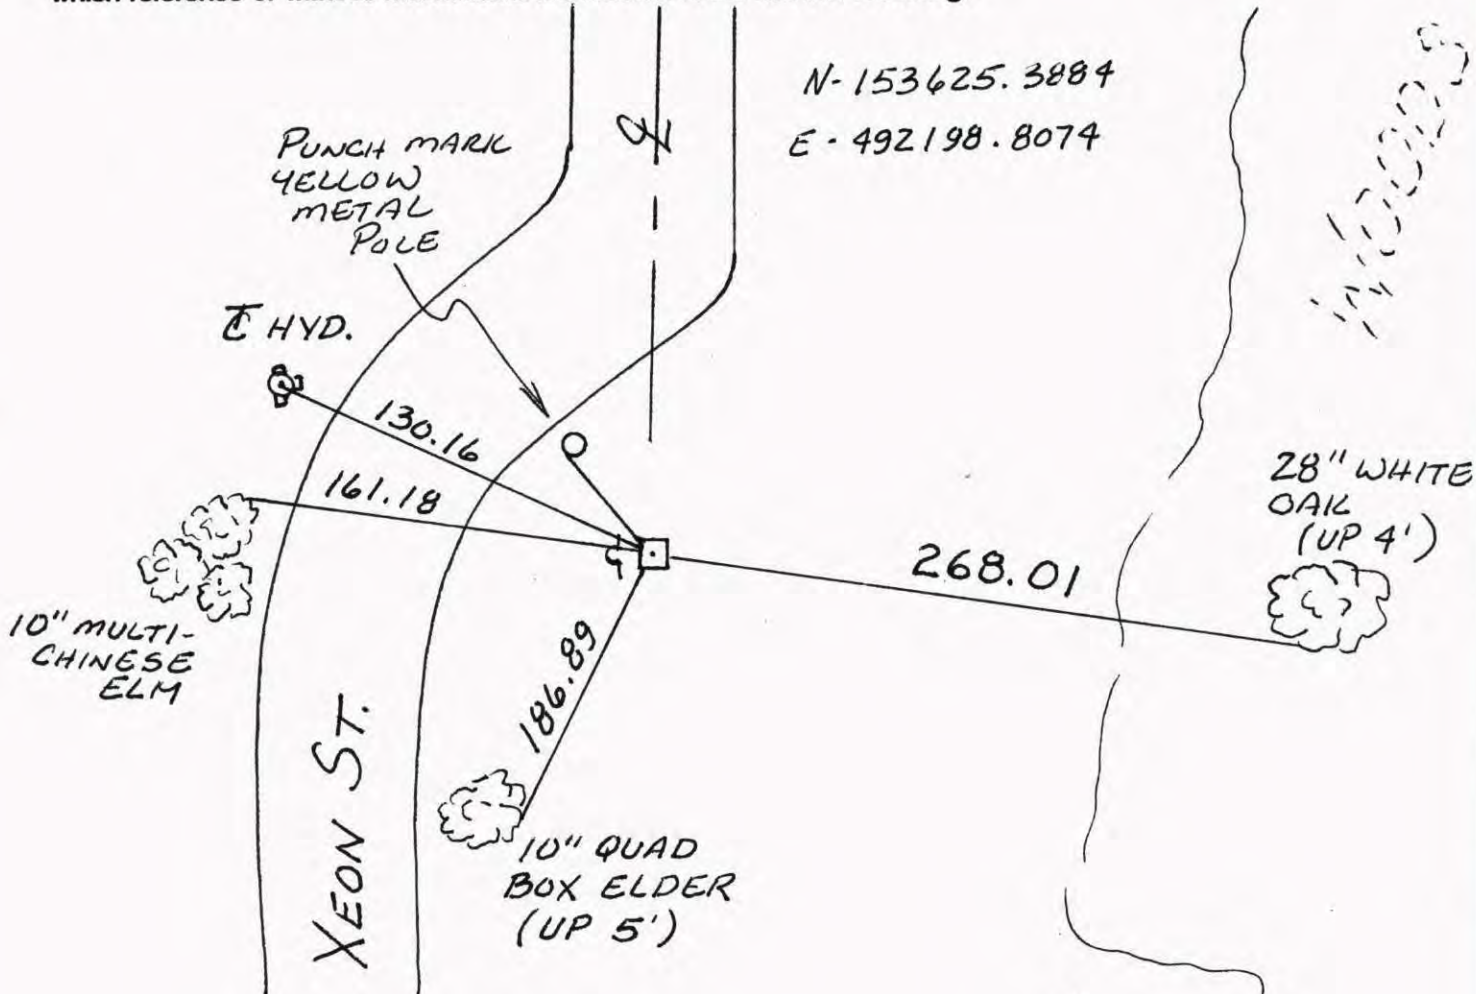 N- 153625.3884
E - 492198.8074
PUNCH MARK
YELLOW
METAL
POLE
HYD.
130.16
161.18
28" WHITE
OAK
(UP 4')
268.01
10" MULTI-
CHINESE
ELM
186.89
XEON ST.
10" QUAD
BOX ELDER
(UP 5')